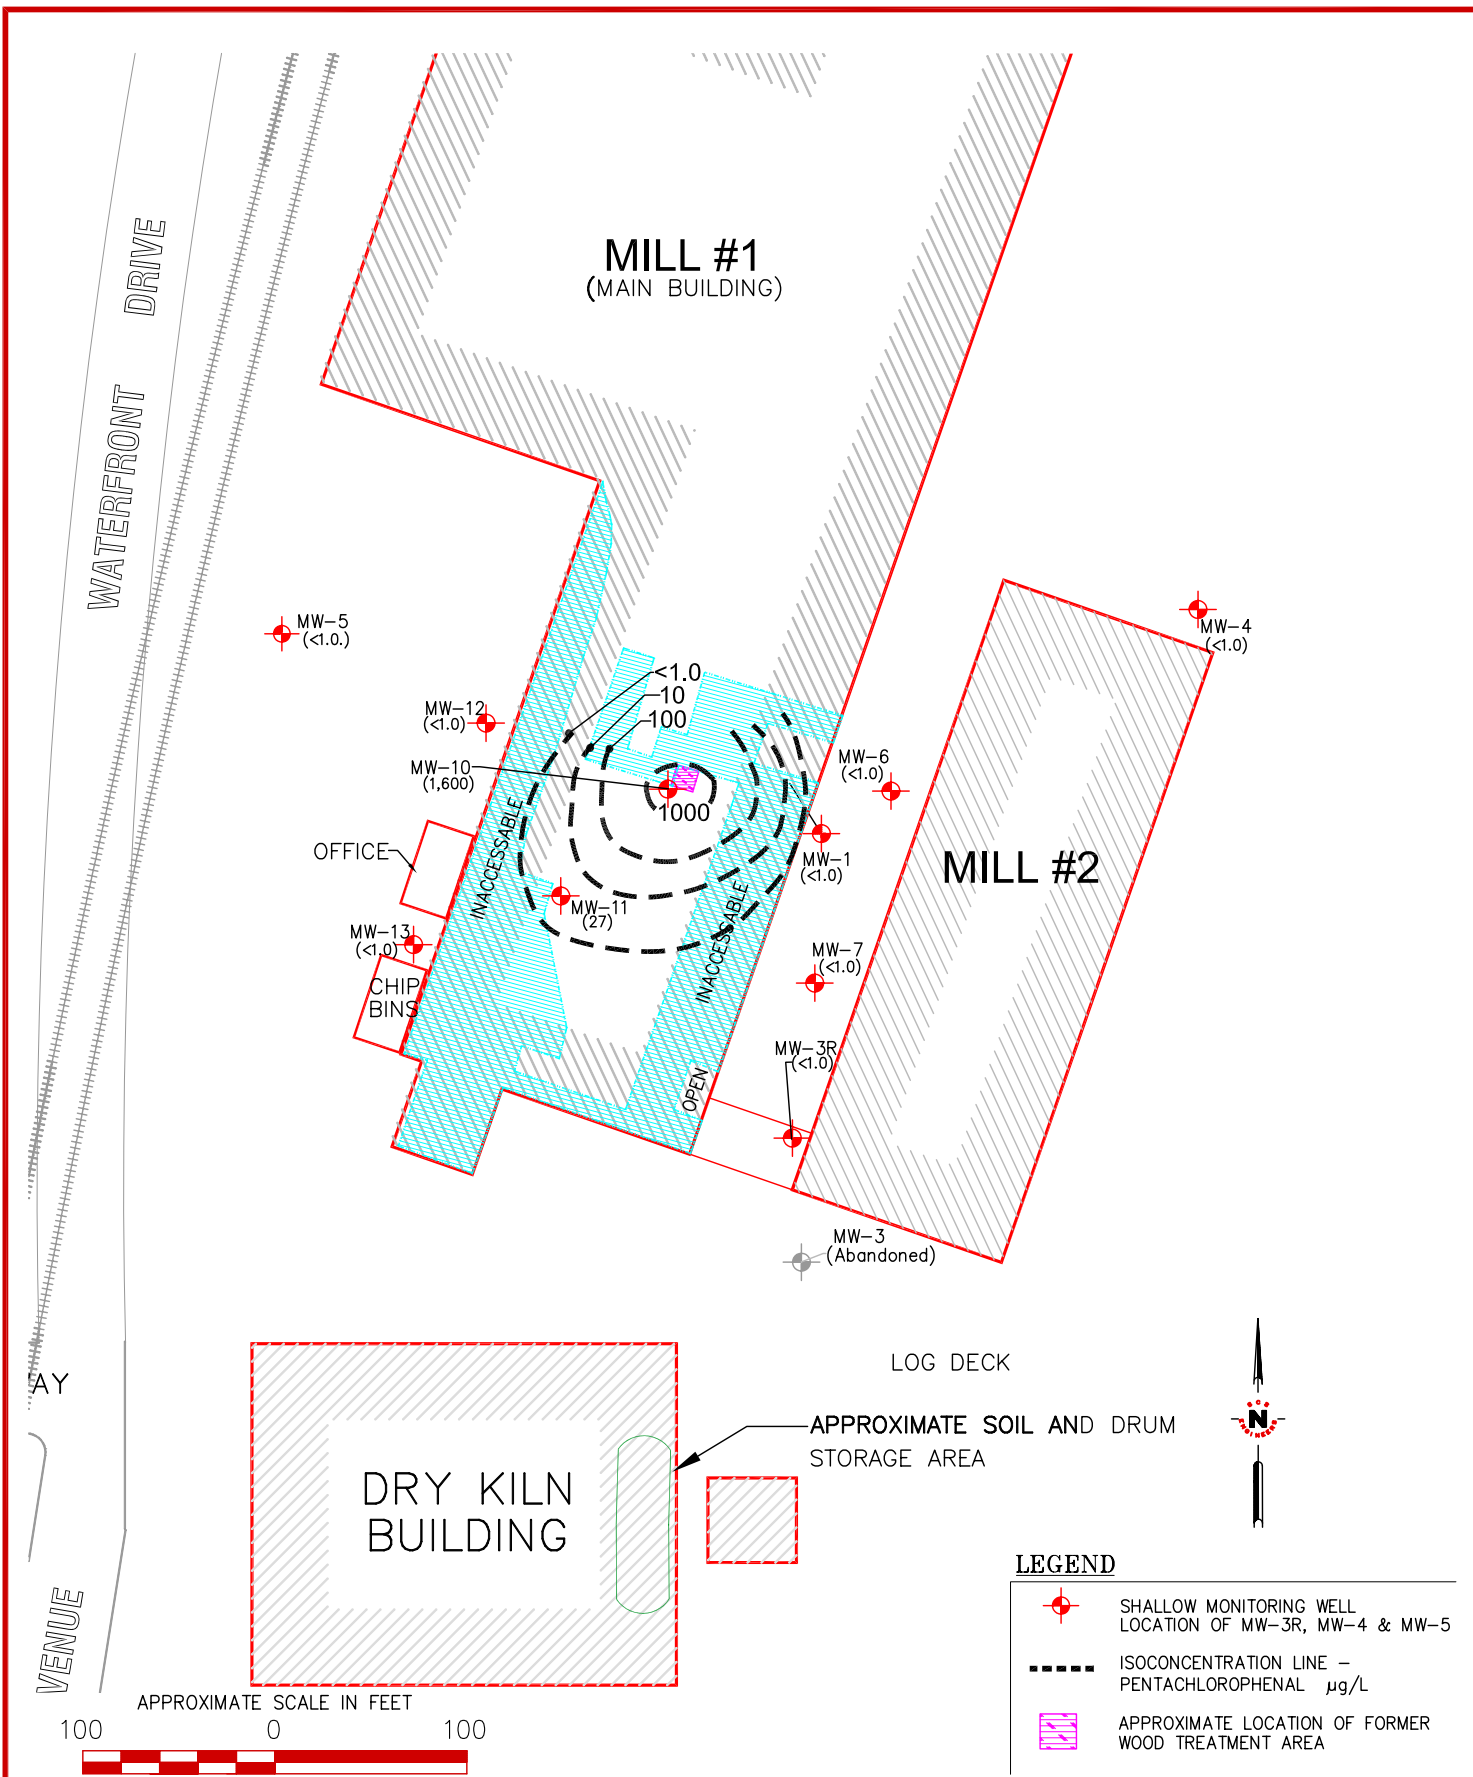 WATERFRONT DRIVE
MILL #1
(MAIN BUILDING)
MW-5
(<1.0.)
MW-4
(<1.0)
<1.0
10
100
MW-12
(<1.0)
MW-10
(1,600)
1000
MW-6
(<1.0)
MW-1
(<1.0)
MILL #2
OFFICE
INACCESSABLE
INACCESSABLE
MW-11
(27)
MW-13
(<1.0)
MW-7
(<1.0)
CHIP
BINS
MW-3R
(<1.0)
OPEN
MW-3
(Abandoned)
LOG DECK
AY
APPROXIMATE SOIL AND DRUM
STORAGE AREA
N
DRY KILN
BUILDING
VENUE
APPROXIMATE SCALE IN FEET
100 0 100
LEGEND
SHALLOW MONITORING WELL
LOCATION OF MW-3R, MW-4 & MW-5
ISOCONCENTRATION LINE –
PENTACHLOROPHENAL µg/L
APPROXIMATE LOCATION OF FORMER
WOOD TREATMENT AREA